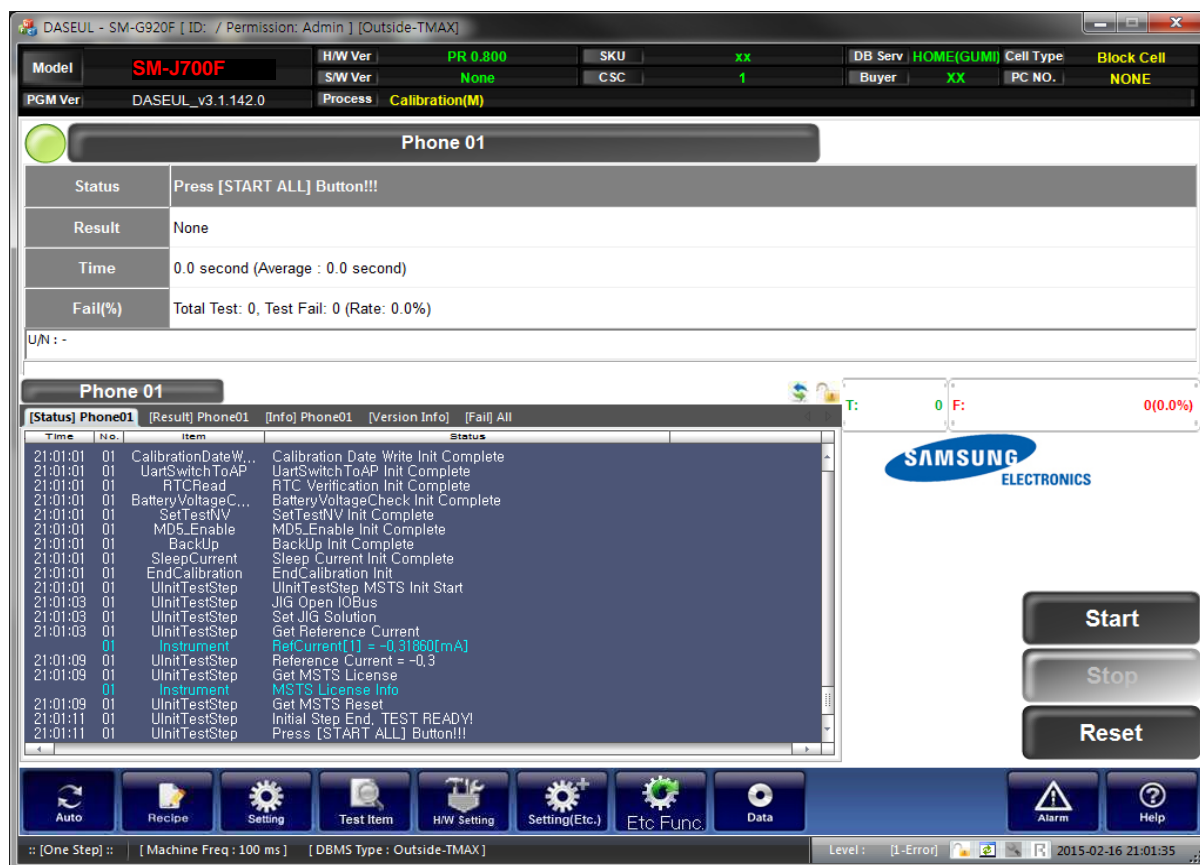 DASEUL - SM-G920F [ ID:  / Permission: Admin ] [Outside-TMAX]
Model SM-J700F H/W Ver PR 0.800 SKU xx DB Serv HOME(GUMI) Cell Type Block Cell
S/W Ver None CSC 1 Buyer XX PC NO. NONE
PGM Ver DASEUL_v3.1.142.0 Process Calibration(M)
Phone 01
Status Press [START ALL] Button!!!
Result None
Time 0.0 second (Average : 0.0 second)
Fail(%) Total Test: 0, Test Fail: 0 (Rate: 0.0%)
U/N : -
Phone 01
T: 0 F: 0(0.0%)
[Status] Phone01 [Result] Phone01 [Info] Phone01 [Version Info] [Fail] All
Time No. Item Status
21:01:01 01 CalibrationDateW... Calibration Date Write Init Complete
21:01:01 01 UartSwitchToAP UartSwitchToAP Init Complete
21:01:01 01 RTCRead RTC Verification Init Complete
21:01:01 01 BatteryVoltageC... BatteryVoltageCheck Init Complete
21:01:01 01 SetTestNV SetTestNV Init Complete
21:01:01 01 MD5_Enable MD5_Enable Init Complete
21:01:01 01 BackUp BackUp Init Complete
21:01:01 01 SleepCurrent Sleep Current Init Complete
21:01:01 01 EndCalibration EndCalibration Init
21:01:01 01 UInitTestStep UInitTestStep MSTS Init Start
21:01:03 01 UInitTestStep JIG Open IOBus
21:01:03 01 UInitTestStep Set JIG Solution
21:01:03 01 UInitTestStep Get Reference Current
01 Instrument RefCurrent[1] = -0,31860[mA]
21:01:09 01 UInitTestStep Reference Current = -0,3
21:01:09 01 UInitTestStep Get MSTS License
01 Instrument MSTS License Info
21:01:09 01 UInitTestStep Get MSTS Reset
21:01:11 01 UInitTestStep Initial Step End, TEST READY!
21:01:11 01 UInitTestStep Press [START ALL] Button!!!
SAMSUNG
ELECTRONICS
Start
Stop
Reset
Auto Recipe Setting Test Item H/W Setting Setting(Etc.) Etc Func. Data Alarm Help
:: [One Step] :: [ Machine Freq : 100 ms ] [ DBMS Type : Outside-TMAX ] Level : [1-Error] 2015-02-16 21:01:35